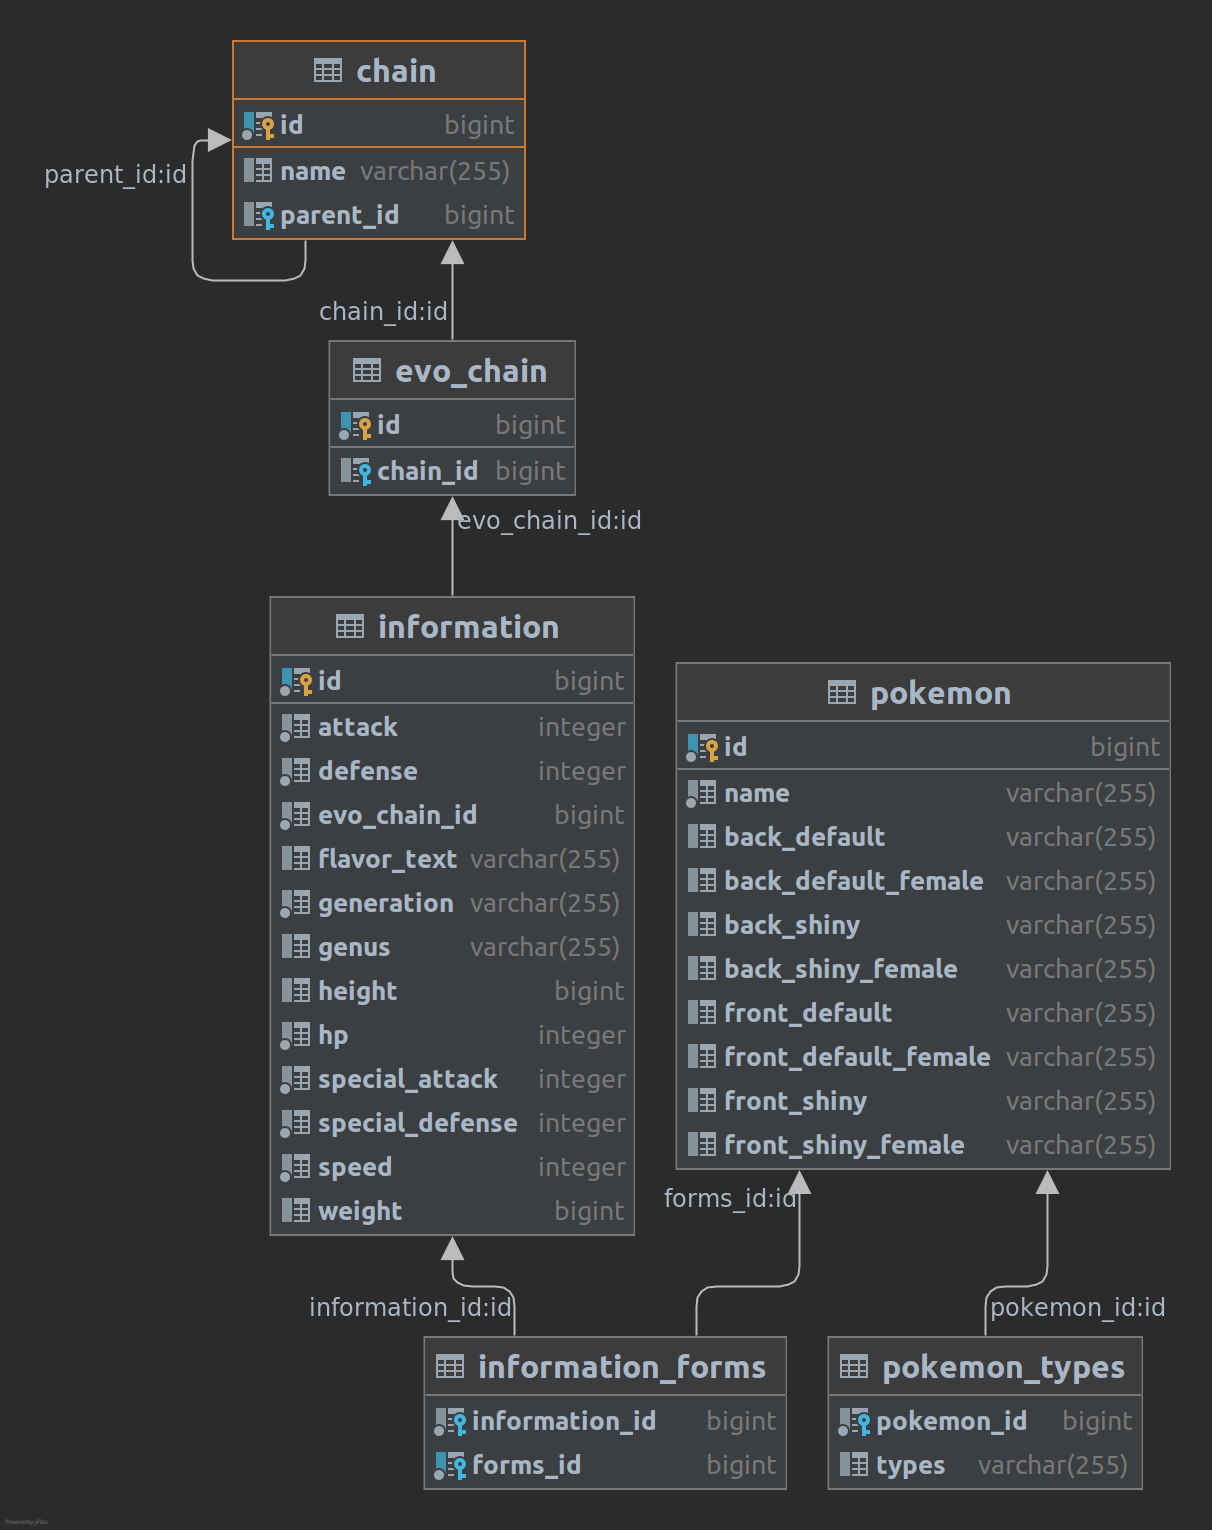 chain
id bigint
name varchar(255)
parent_id bigint
parent_id:id
chain_id:id
evo_chain
id bigint
chain_id bigint
evo_chain_id:id
information
id bigint
attack integer
defense integer
evo_chain_id bigint
flavor_text varchar(255)
generation varchar(255)
genus varchar(255)
height bigint
hp integer
special_attack integer
special_defense integer
speed integer
weight bigint
pokemon
id bigint
name varchar(255)
back_default varchar(255)
back_default_female varchar(255)
back_shiny varchar(255)
back_shiny_female varchar(255)
front_default varchar(255)
front_default_female varchar(255)
front_shiny varchar(255)
front_shiny_female varchar(255)
forms_id:id
information_id:id
pokemon_id:id
information_forms
information_id bigint
forms_id bigint
pokemon_types
pokemon_id bigint
types varchar(255)
Powered by yFiles